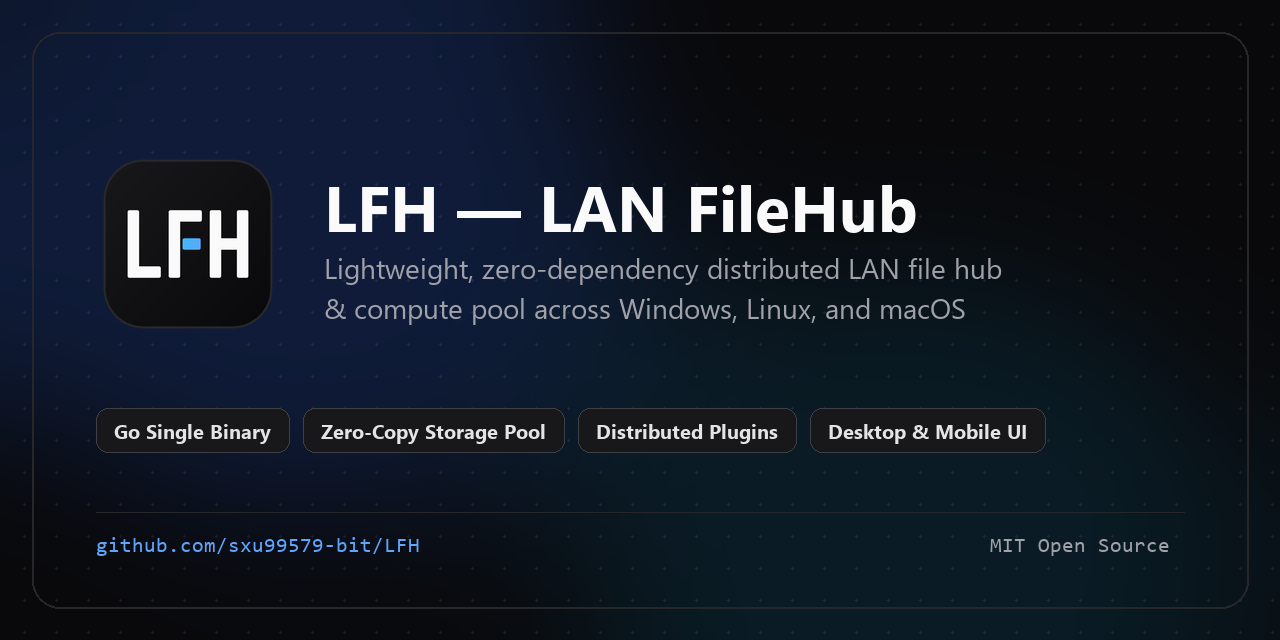 LFH
LFH — LAN FileHub
Lightweight, zero-dependency distributed LAN file hub
& compute pool across Windows, Linux, and macOS
Go Single Binary
Zero-Copy Storage Pool
Distributed Plugins
Desktop & Mobile UI
github.com/sxu99579-bit/LFH
MIT Open Source